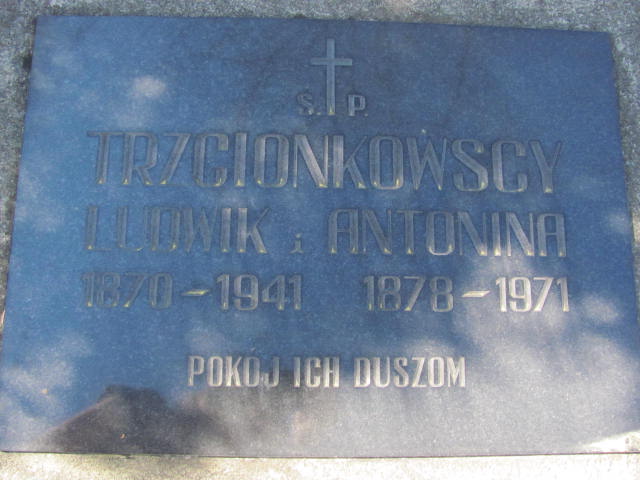 Ś. P.
TRZCIONKOWSCY
LUDWIK i ANTONINA
1870-1941 1878-1971
POKÓJ ICH DUSZOM